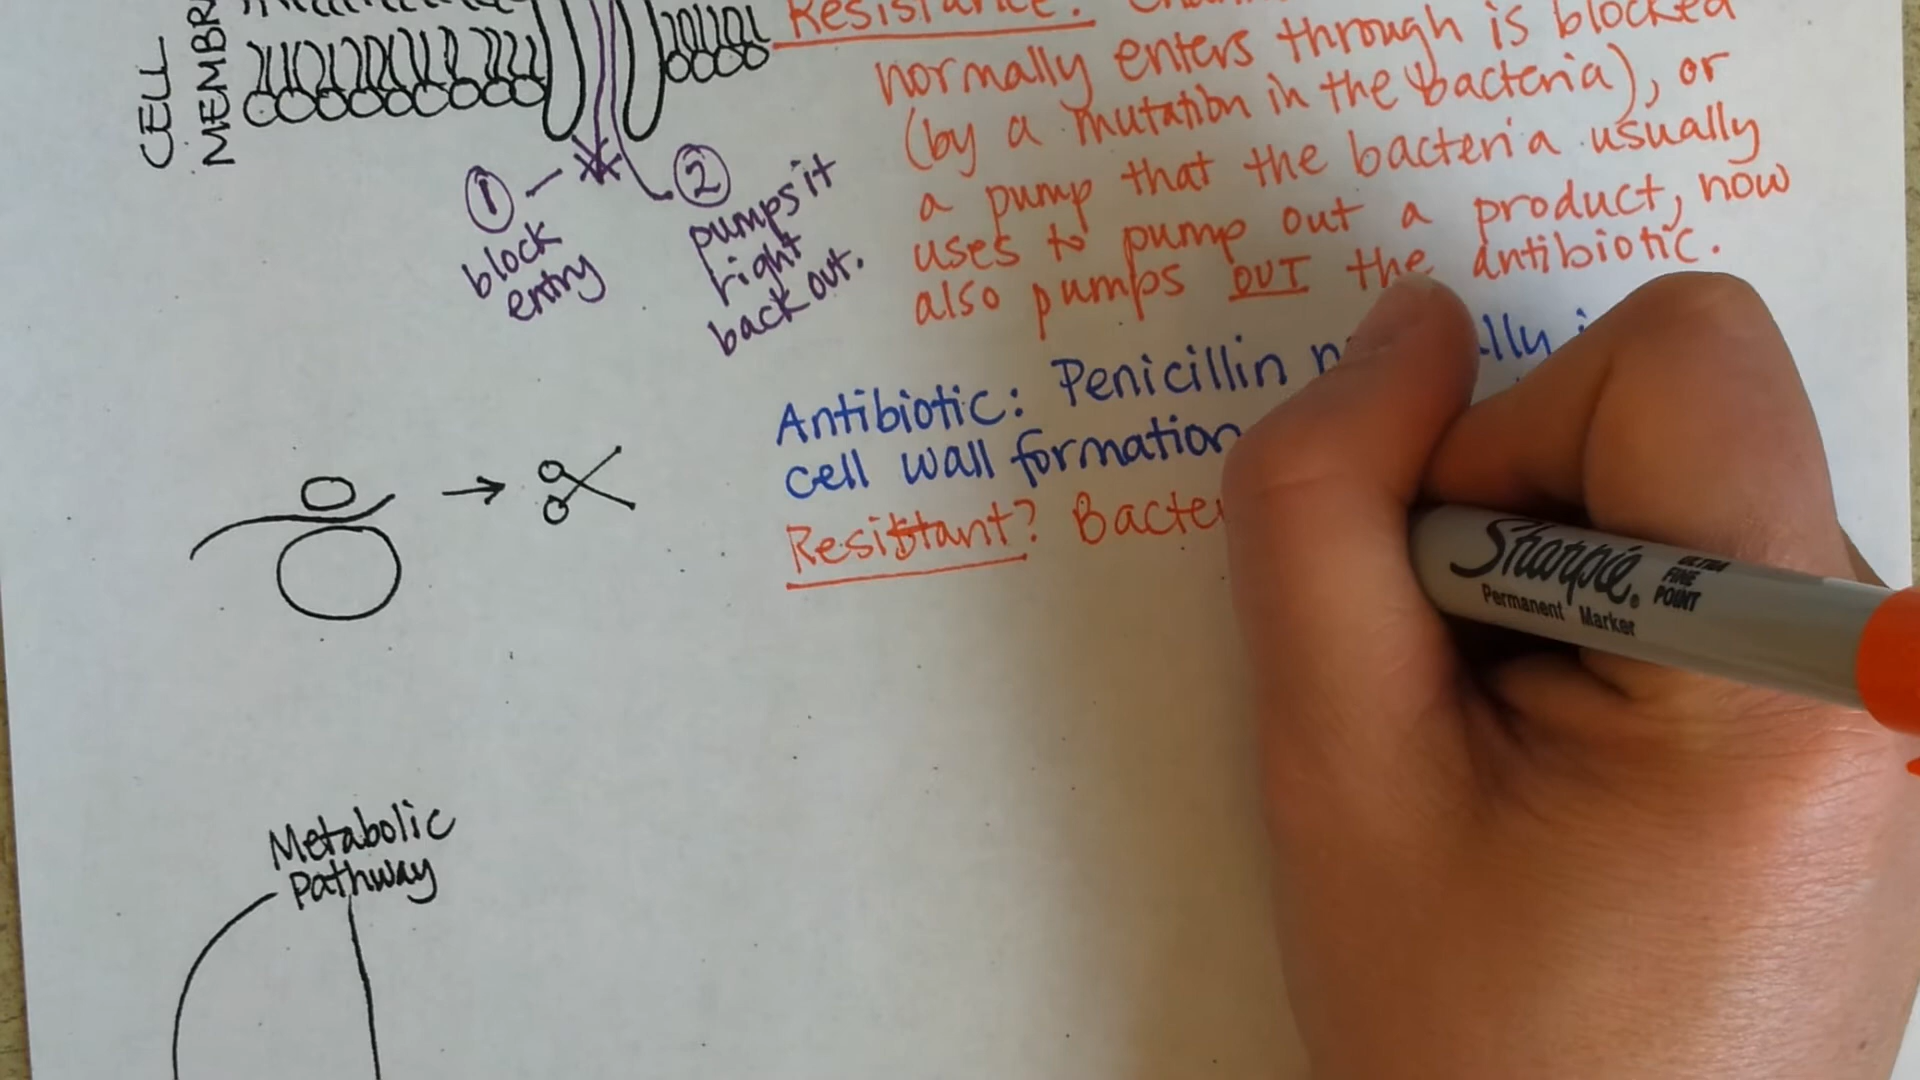 CELL
MEMBR
Resistance:
normally enters through is blocked
(by a mutation in the bacteria), or
a pump that the bacteria usually
uses to pump out a product, now
also pumps OUT the antibiotic.
① block
entry
② pumps it
right
back out.
Antibiotic: Penicillin
cell wall formation
Resistant?
Sharpie.
ULTRA
FINE
POINT
Permanent Marker
Metabolic
Pathway